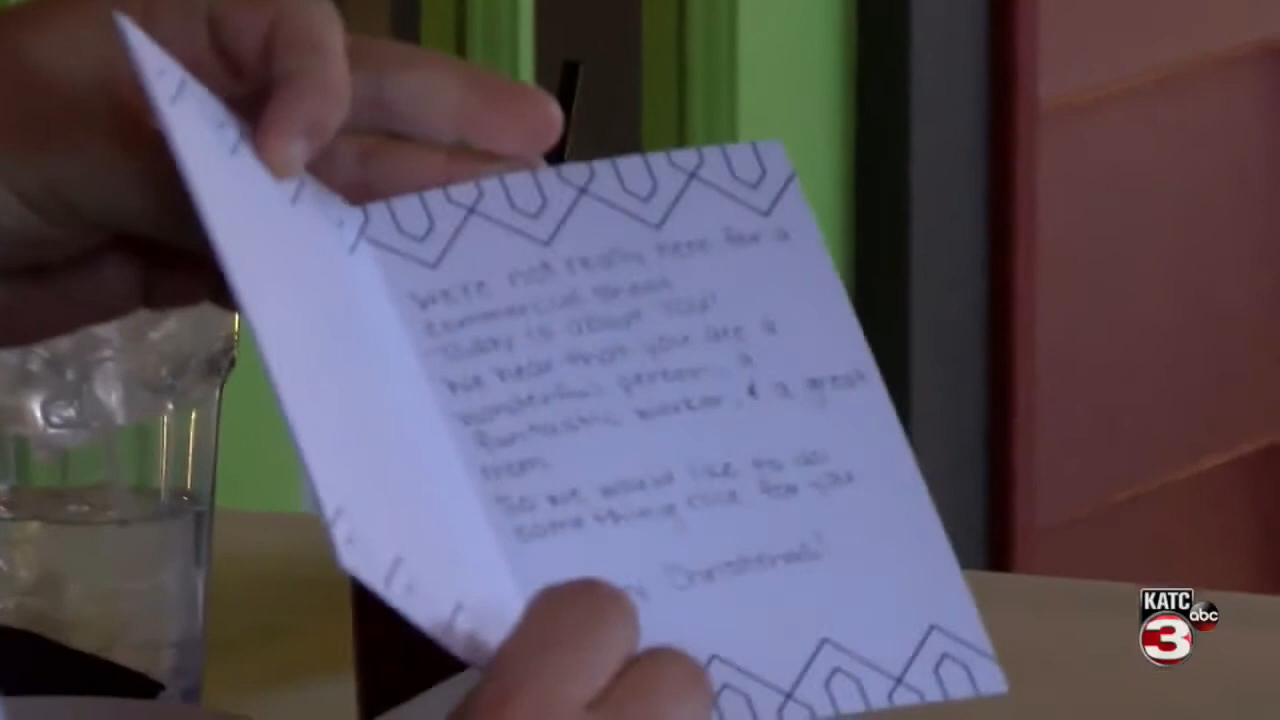 We're not really here for a
commercial shoot
Today is about You!
We hear that you are a
wonderful person, a
fantastic worker, & a great
mom.
So we would like to do
something nice for you
Christmas!
KATC
abc
3